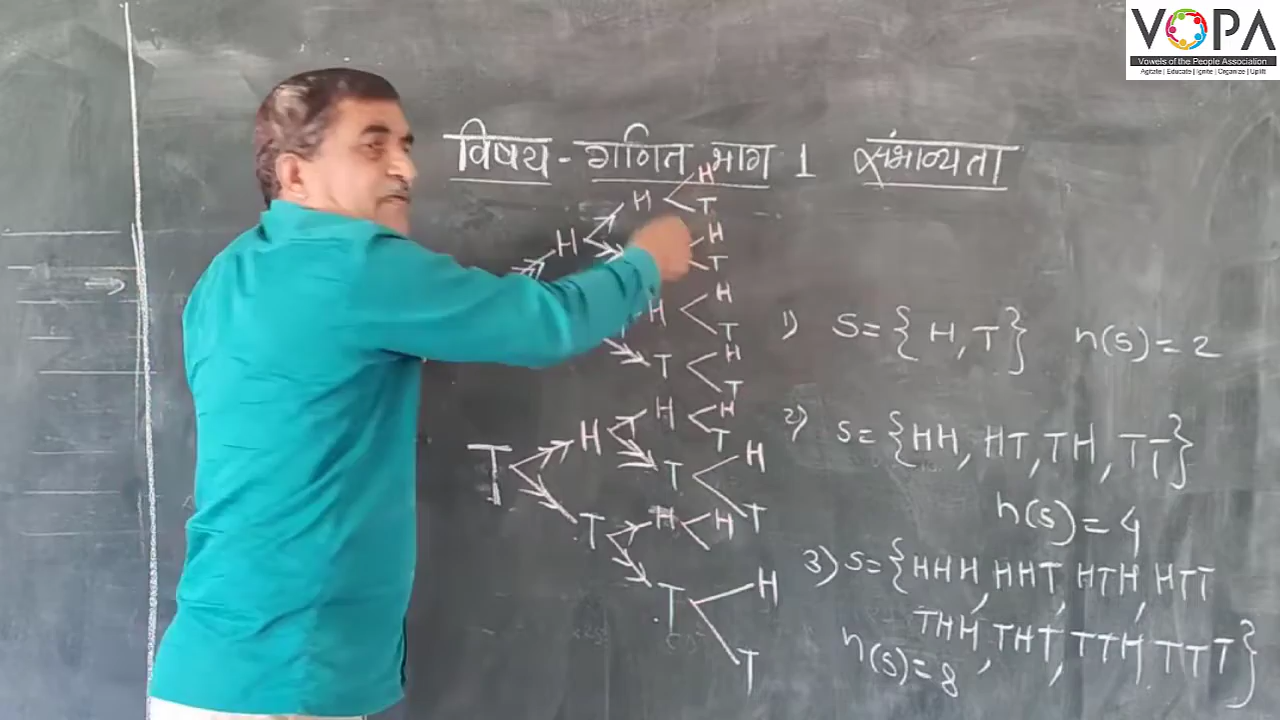 VOPA
Vowels of the People Association
Agitate | Educate | Ignite | Organize | Uplift
विषय - गणित भाग 1 संभाव्यता
H
H T
H H
T
H H
T
T H
T
H H
H T
T H
T
T
H H
T T
T H
T
1) S = { H, T } n(s) = 2
2) S = {HH, HT, TH, TT}
n(s) = 4
3) S = {HHH, HHT, HTH, HTT
THH, THT, TTH, TTT}
n(s) = 8